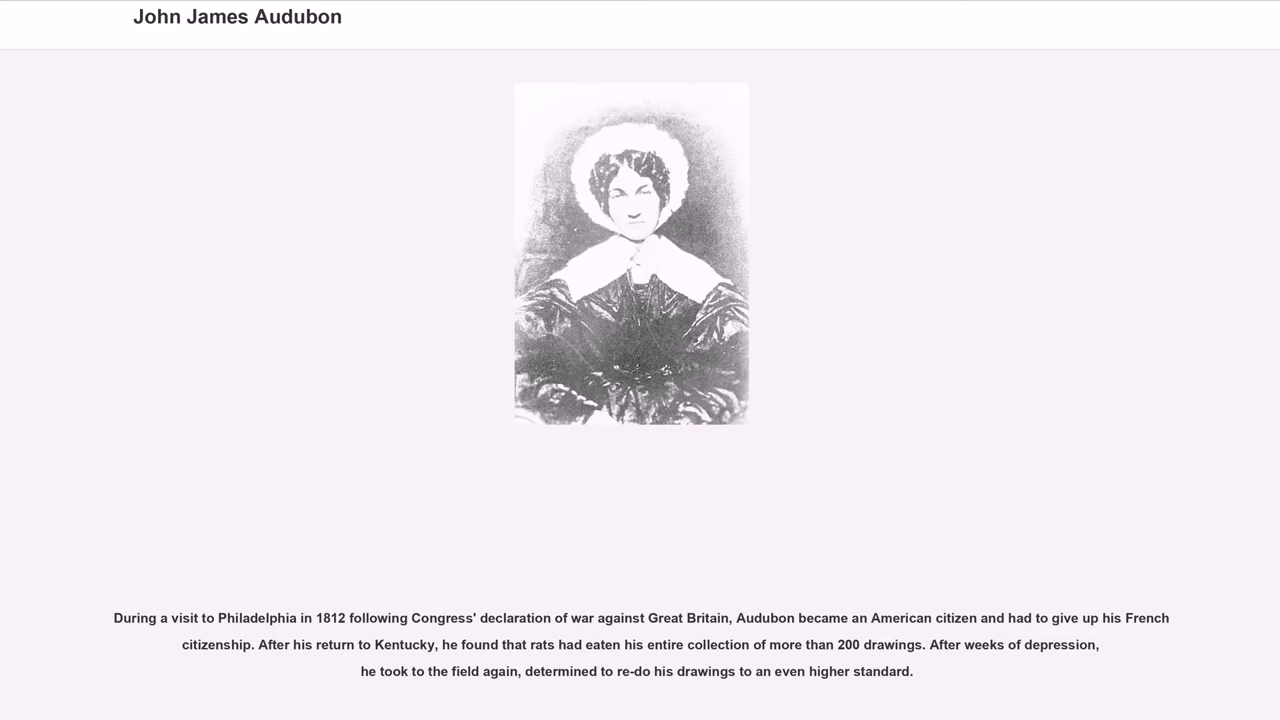 John James Audubon
During a visit to Philadelphia in 1812 following Congress' declaration of war against Great Britain, Audubon became an American citizen and had to give up his French
citizenship. After his return to Kentucky, he found that rats had eaten his entire collection of more than 200 drawings. After weeks of depression,
he took to the field again, determined to re-do his drawings to an even higher standard.